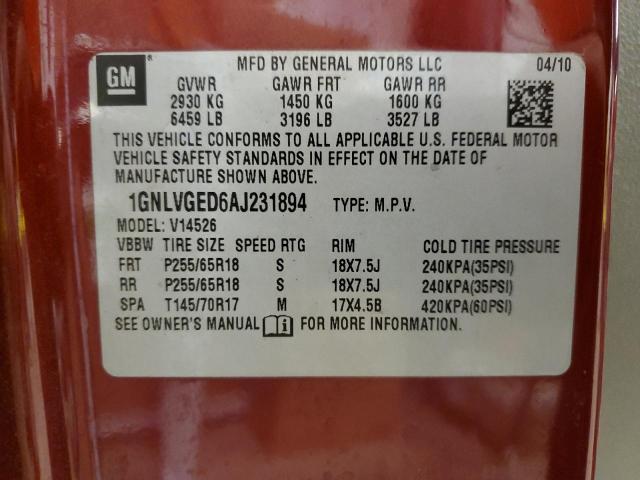 GM
MFD BY GENERAL MOTORS LLC 04/10
GVWR GAWR FRT GAWR RR
2930 KG 1450 KG 1600 KG
6459 LB 3196 LB 3527 LB
THIS VEHICLE CONFORMS TO ALL APPLICABLE U.S. FEDERAL MOTOR
VEHICLE SAFETY STANDARDS IN EFFECT ON THE DATE OF
MANUFACTURE SHOWN ABOVE.
1GNLVGED6AJ231894 TYPE: M.P.V.
MODEL: V14526
VBBW TIRE SIZE SPEED RTG RIM COLD TIRE PRESSURE
FRT P255/65R18 S 18X7.5J 240KPA(35PSI)
RR P255/65R18 S 18X7.5J 240KPA(35PSI)
SPA T145/70R17 M 17X4.5B 420KPA(60PSI)
SEE OWNER'S MANUAL i FOR MORE INFORMATION.